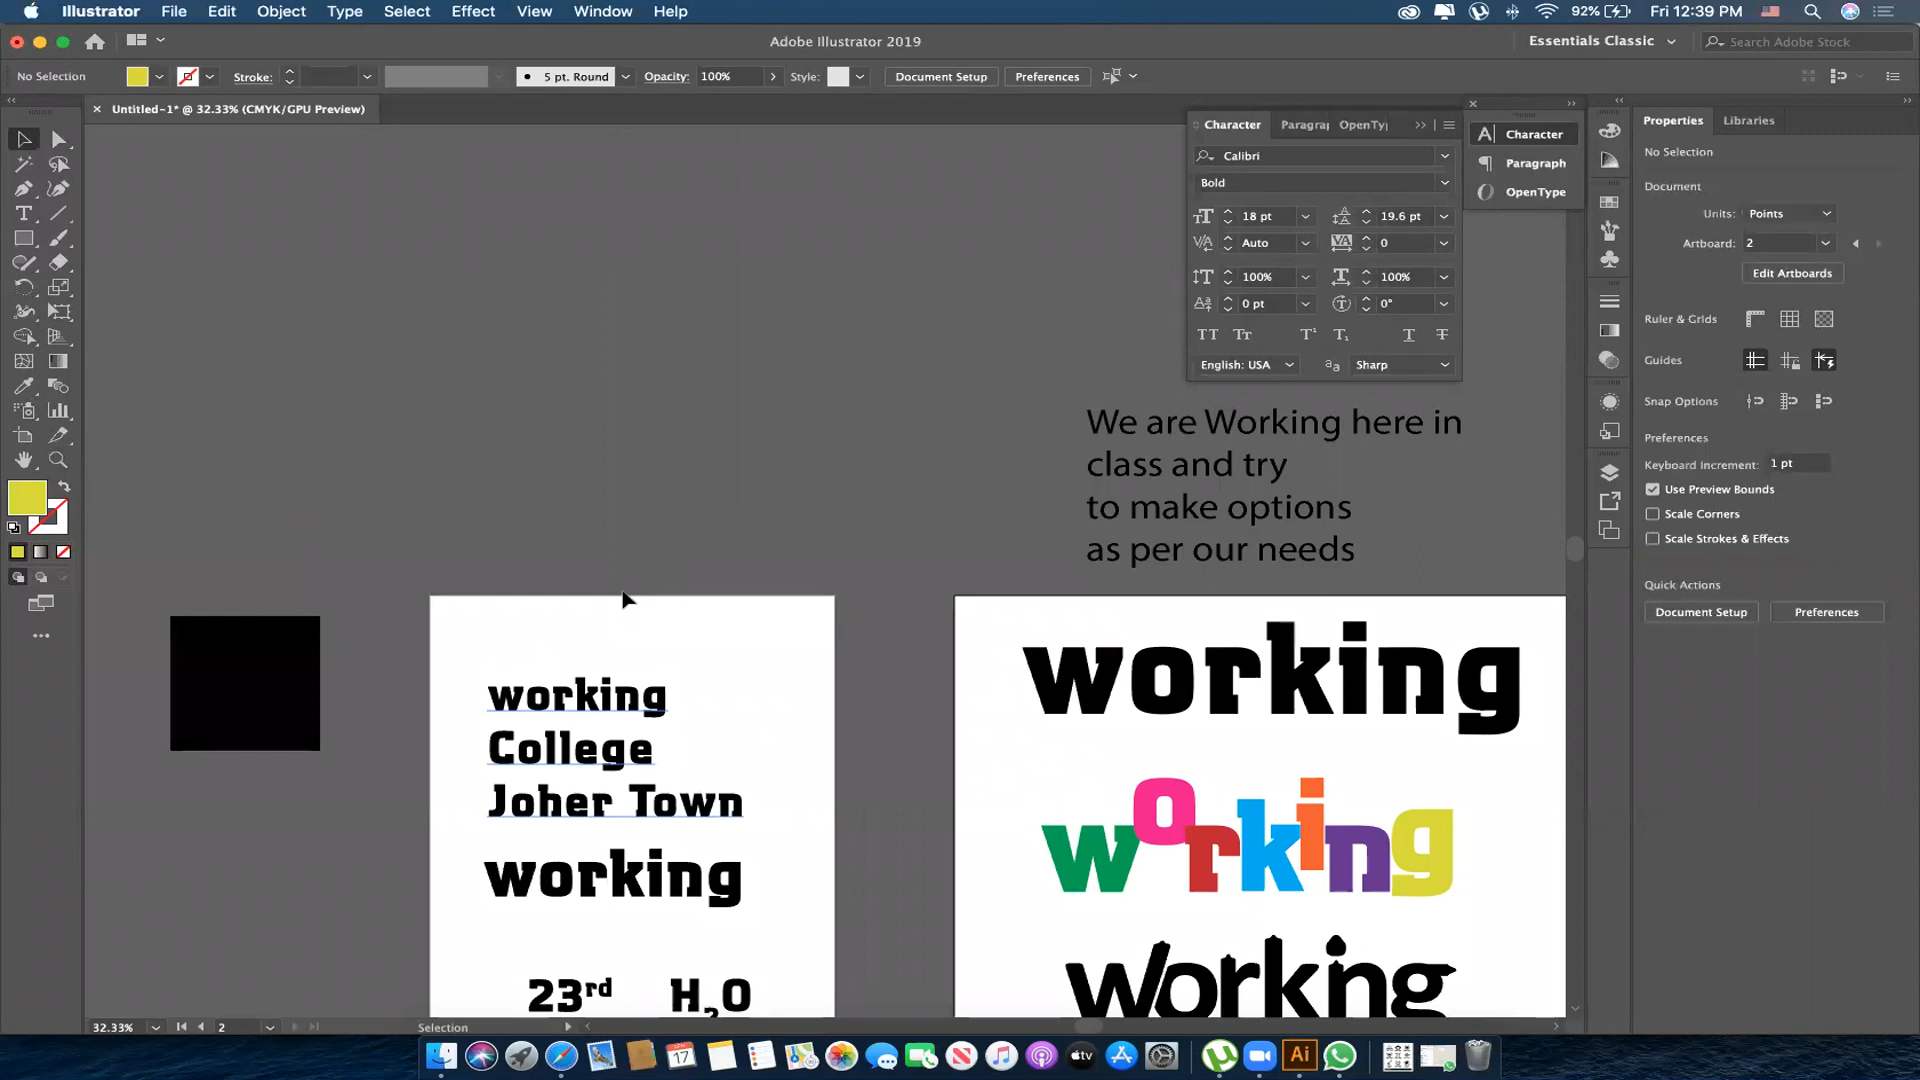 Illustrator File Edit Object Type Select Effect View Window Help
92% Fri 12:39 PM
Adobe Illustrator 2019
Essentials Classic
Search Adobe Stock
No Selection
Stroke:
5 pt. Round
Opacity: 100%
Style:
Document Setup
Preferences
Untitled-1* @ 32.33% (CMYK/GPU Preview)
Character
Paragra
OpenTy
Calibri
Bold
18 pt
19.6 pt
Auto
0
100%
100%
0 pt
0°
English: USA
Sharp
Character
Paragraph
OpenType
Properties
Libraries
No Selection
Document
Units: Points
Artboard: 2
Edit Artboards
Ruler & Grids
Guides
Snap Options
Preferences
Keyboard Increment: 1 pt
Use Preview Bounds
Scale Corners
Scale Strokes & Effects
Quick Actions
Document Setup
Preferences
We are Working here in
class and try
to make options
as per our needs
working
College
Joher Town
working
23rd H2O
working
working
working
32.33%
2
Selection